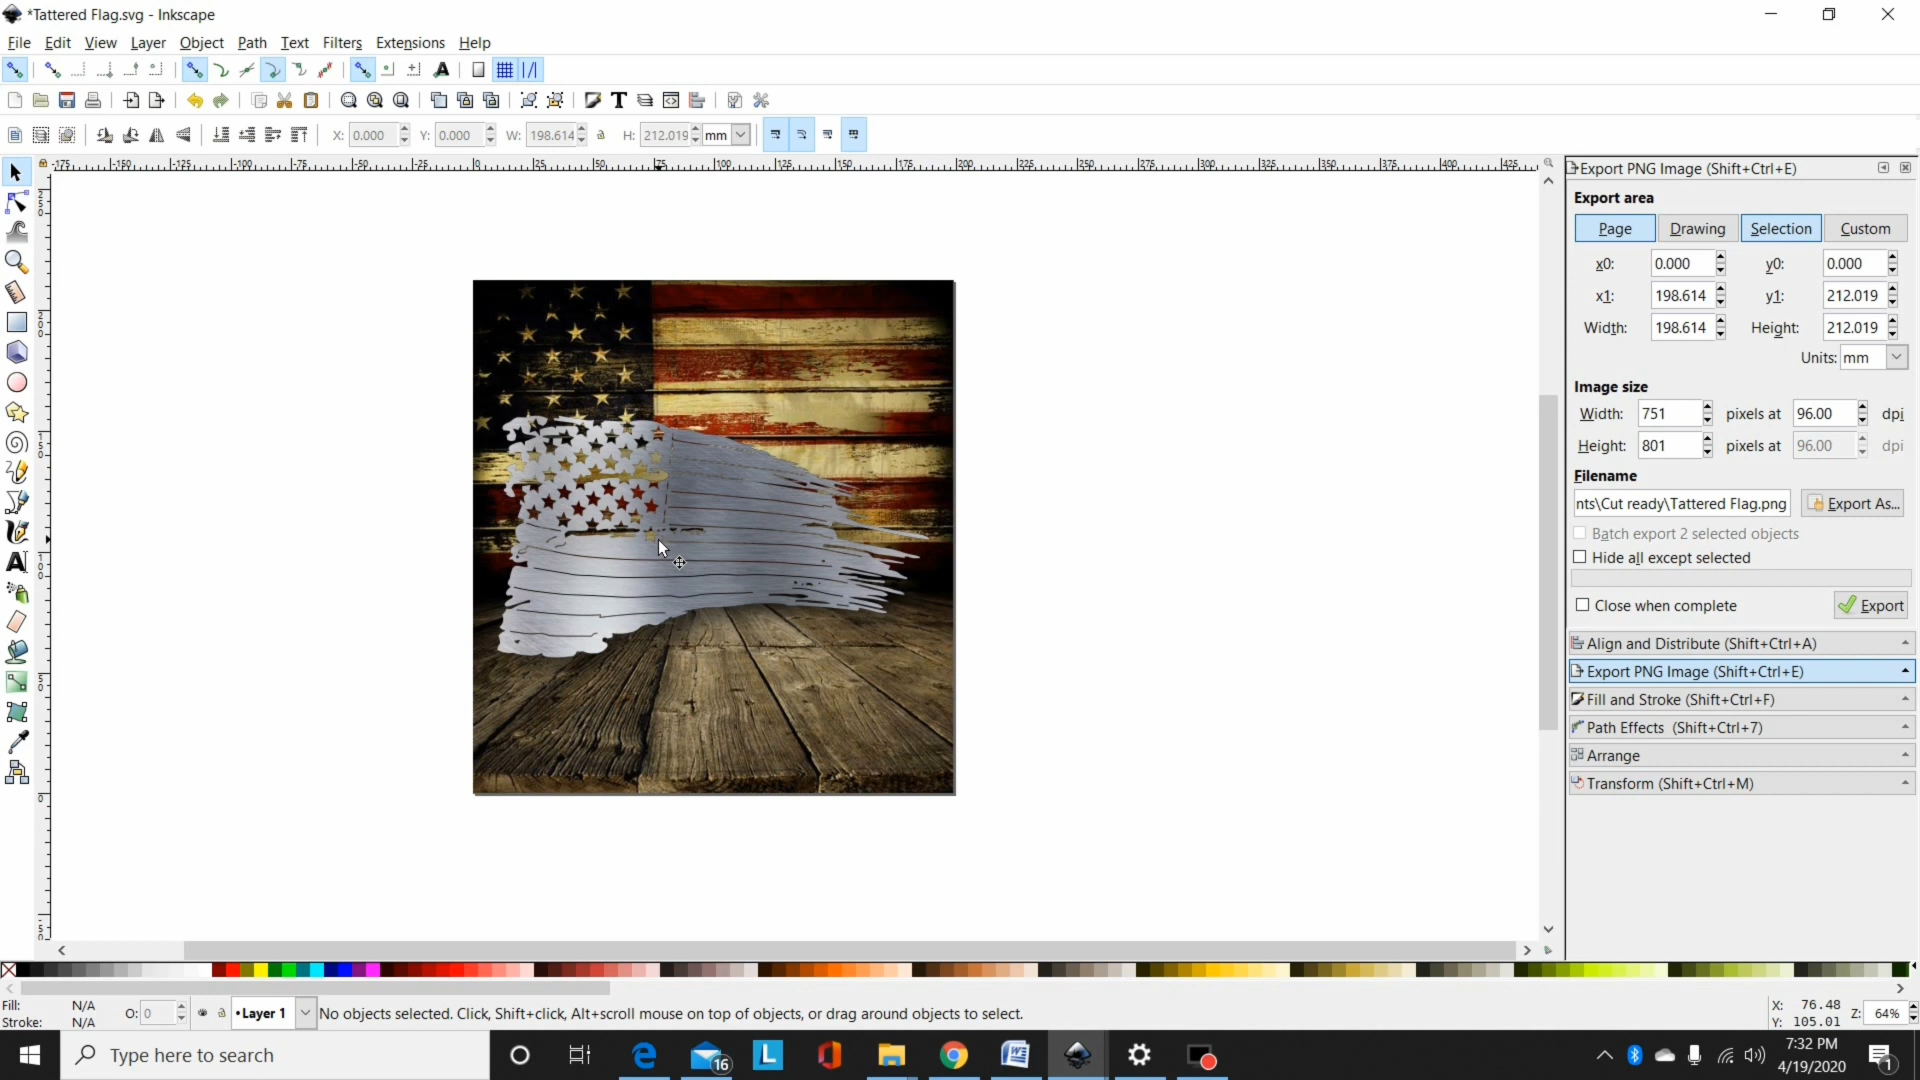 *Tattered Flag.svg - Inkscape
File Edit View Layer Object Path Text Filters Extensions Help
X: 0.000 Y: 0.000 W: 198.614 H: 212.019 mm
Export PNG Image (Shift+Ctrl+E)
Export area
Page Drawing Selection Custom
x0: 0.000 y0: 0.000
x1: 198.614 y1: 212.019
Width: 198.614 Height: 212.019
Units: mm
Image size
Width: 751 pixels at 96.00 dpi
Height: 801 pixels at 96.00 dpi
Filename
nts\Cut ready\Tattered Flag.png Export As...
Batch export 2 selected objects
Hide all except selected
Close when complete Export
Align and Distribute (Shift+Ctrl+A)
Export PNG Image (Shift+Ctrl+E)
Fill and Stroke (Shift+Ctrl+F)
Path Effects (Shift+Ctrl+7)
Arrange
Transform (Shift+Ctrl+M)
Fill: N/A
Stroke: N/A
O: 0
•Layer 1
No objects selected. Click, Shift+click, Alt+scroll mouse on top of objects, or drag around objects to select.
X: 76.48
Y: 105.01
Z: 64%
Type here to search
16
7:32 PM
4/19/2020
1